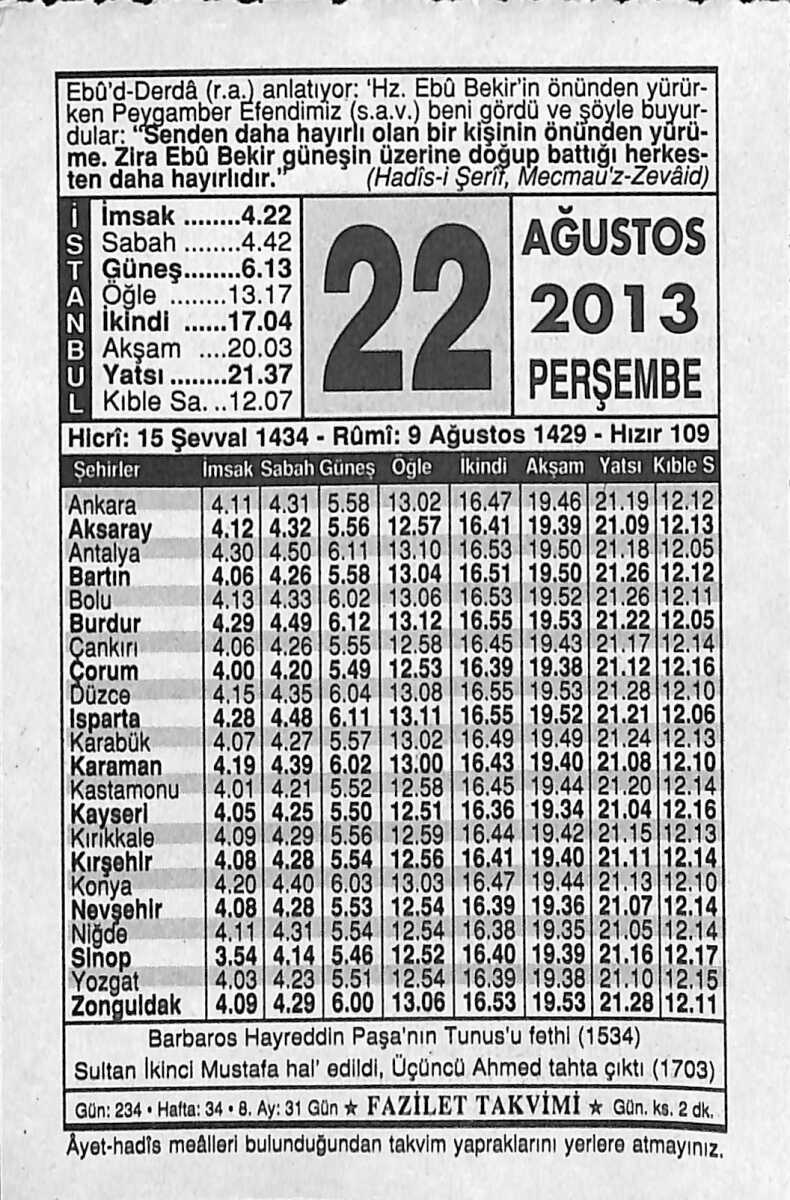 Ebû'd-Derdâ (r.a.) anlatıyor: 'Hz. Ebû Bekir'in önünden yürür-
ken Peygamber Efendimiz (s.a.v.) beni gördü ve şöyle buyur-
dular: "Senden daha hayırlı olan bir kişinin önünden yürü-
me. Zira Ebû Bekir güneşin üzerine doğup battığı herkes-
ten daha hayırlıdır." (Hadîs-i Şerîf, Mecmau'z-Zevâid)
İSTANBUL
İmsak ........4.22
Sabah ........4.42
Güneş........6.13
Öğle ........13.17
İkindi ......17.04
Akşam ....20.03
Yatsı ........21.37
Kıble Sa. ..12.07
22
AĞUSTOS
2013
PERŞEMBE
Hicrî: 15 Şevval 1434 - Rûmî: 9 Ağustos 1429 - Hızır 109
Şehirler İmsak Sabah Güneş Öğle İkindi Akşam Yatsı Kıble S
Ankara 4.11 4.31 5.58 13.02 16.47 19.46 21.19 12.12
Aksaray 4.12 4.32 5.56 12.57 16.41 19.39 21.09 12.13
Antalya 4.30 4.50 6.11 13.10 16.53 19.50 21.18 12.05
Bartın 4.06 4.26 5.58 13.04 16.51 19.50 21.26 12.12
Bolu 4.13 4.33 6.02 13.06 16.53 19.52 21.26 12.11
Burdur 4.29 4.49 6.12 13.12 16.55 19.53 21.22 12.05
Çankırı 4.06 4.26 5.55 12.58 16.45 19.43 21.17 12.14
Çorum 4.00 4.20 5.49 12.53 16.39 19.38 21.12 12.16
Düzce 4.15 4.35 6.04 13.08 16.55 19.53 21.28 12.10
Isparta 4.28 4.48 6.11 13.11 16.55 19.52 21.21 12.06
Karabük 4.07 4.27 5.57 13.02 16.49 19.49 21.24 12.13
Karaman 4.19 4.39 6.02 13.00 16.43 19.40 21.08 12.10
Kastamonu 4.01 4.21 5.52 12.58 16.45 19.44 21.20 12.14
Kayseri 4.05 4.25 5.50 12.51 16.36 19.34 21.04 12.16
Kırıkkale 4.09 4.29 5.56 12.59 16.44 19.42 21.15 12.13
Kırşehir 4.08 4.28 5.54 12.56 16.41 19.40 21.11 12.14
Konya 4.20 4.40 6.03 13.03 16.47 19.44 21.13 12.10
Nevşehir 4.08 4.28 5.53 12.54 16.39 19.36 21.07 12.14
Niğde 4.11 4.31 5.54 12.54 16.38 19.35 21.05 12.14
Sinop 3.54 4.14 5.46 12.52 16.40 19.39 21.16 12.17
Yozgat 4.03 4.23 5.51 12.54 16.39 19.38 21.10 12.15
Zonguldak 4.09 4.29 6.00 13.06 16.53 19.53 21.28 12.11
Barbaros Hayreddin Paşa'nın Tunus'u fethi (1534)
Sultan İkinci Mustafa hal' edildi, Üçüncü Ahmed tahta çıktı (1703)
Gün: 234 • Hafta: 34 • 8. Ay: 31 Gün ★ FAZİLET TAKVİMİ ★ Gün. ks. 2 dk.
Âyet-hadîs meâlleri bulunduğundan takvim yapraklarını yerlere atmayınız.